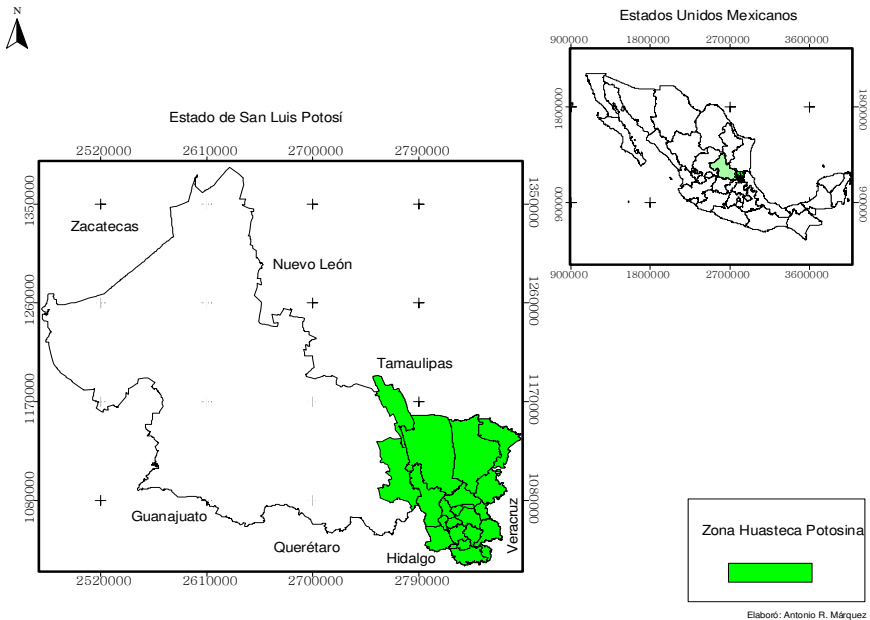 N
Estados Unidos Mexicanos
900000 1800000 2700000 3600000
1800000
1800000
900000
900000
900000 1800000 2700000 3600000
Estado de San Luis Potosí
2520000 2610000 2700000 2790000
1350000
1350000
Zacatecas
Nuevo León
1260000
1260000
Tamaulipas
1170000
1170000
1080000
1080000
Guanajuato
Querétaro
Hidalgo
Veracruz
2520000 2610000 2700000 2790000
Zona Huasteca Potosina
Elaboró: Antonio R. Márquez